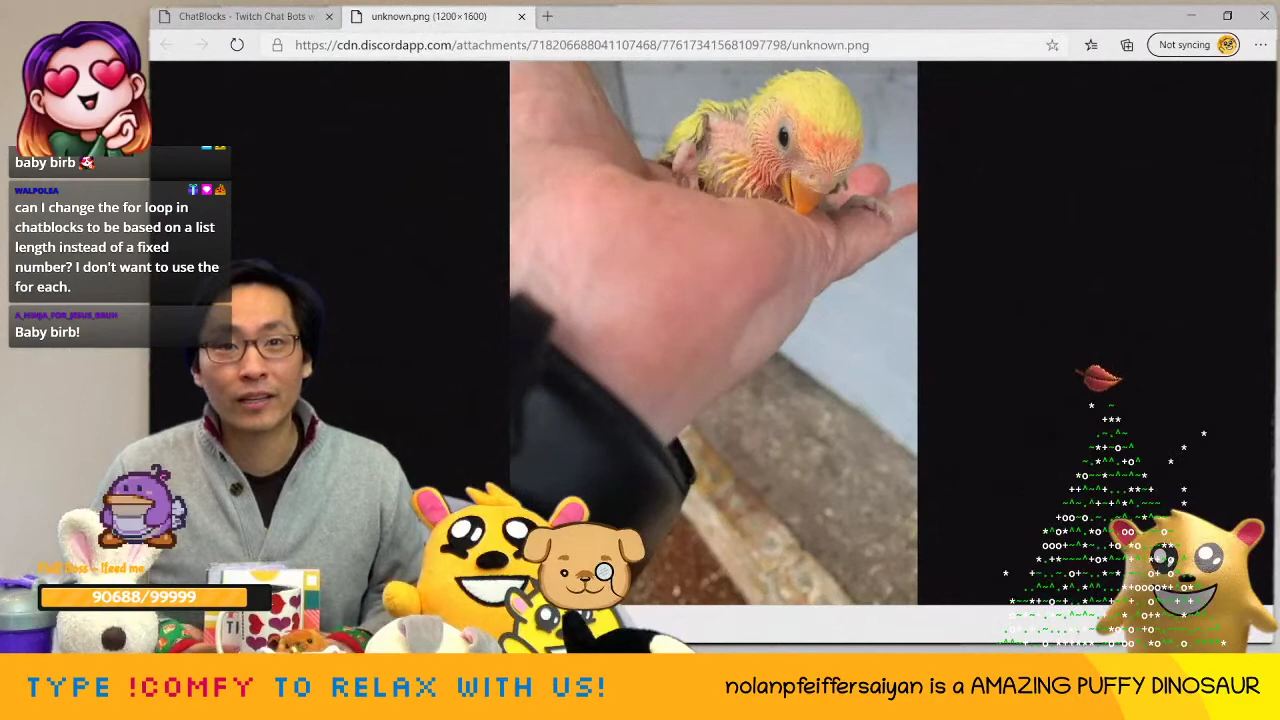 ChatBlocks - Twitch Chat Bots w
unknown.png (1200×1600)
https://cdn.discordapp.com/attachments/718206688041107468/776173415681097798/unknown.png
Not syncing
baby birb
WALPOLEA
can I change the for loop in
chatblocks to be based on a list
length instead of a fixed
number? I don't want to use the
for each.
A_NINJA_FOR_JESUS_BRUH
Baby birb!
90688/99999
TYPE !COMFY TO RELAX WITH US!
nolanpfeiffersaiyan is a AMAZING PUFFY DINOSAUR